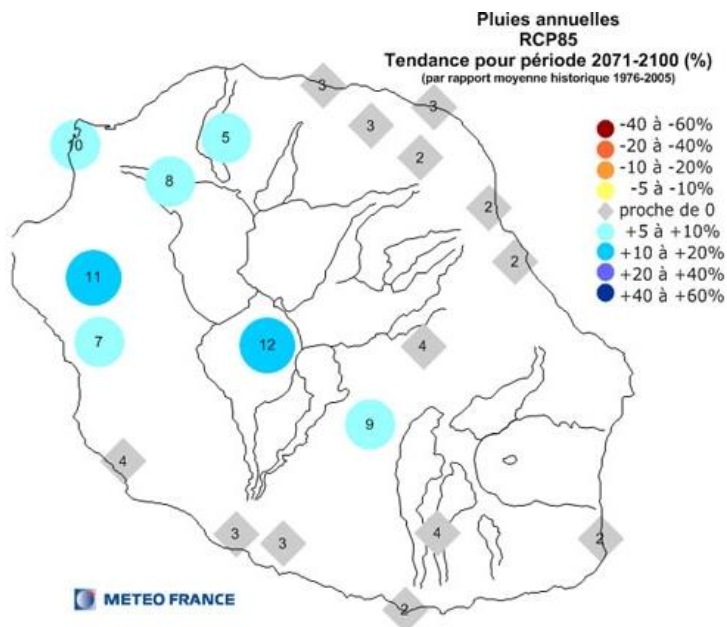 Pluies annuelles
RCP85
Tendance pour période 2071-2100 (%)
(par rapport moyenne historique 1976-2005)
-40 à -60%
-20 à -40%
-10 à -20%
-5 à -10%
proche de 0
+5 à +10%
+10 à +20%
+20 à +40%
+40 à +60%
3
3
5
3
10
2
8
2
2
11
7
12
4
9
4
3
3
4
2
2
METEO FRANCE